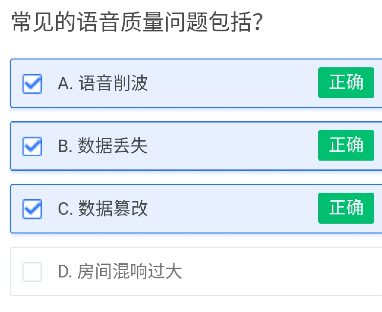 常见的语音质量问题包括?
A. 语音削波 正确
B. 数据丢失 正确
C. 数据篡改 正确
D. 房间混响过大